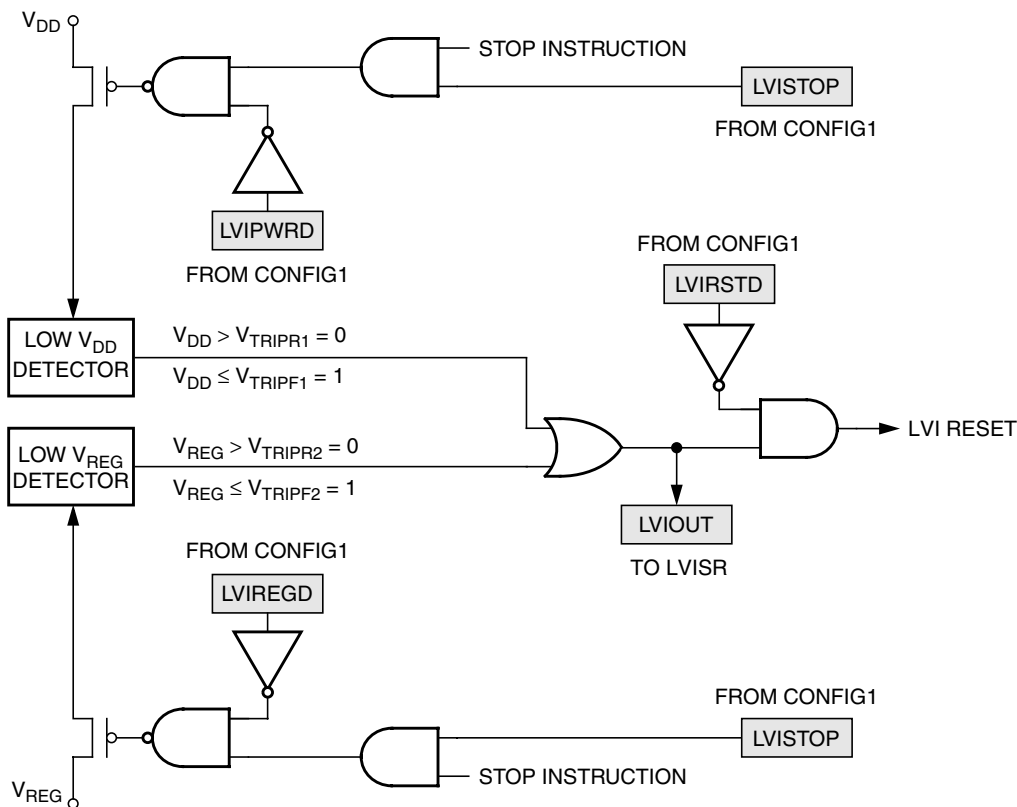 VDD
STOP INSTRUCTION
LVISTOP
FROM CONFIG1
LVIPWRD
FROM CONFIG1
FROM CONFIG1
LVIRSTD
LOW VDD
DETECTOR
VDD > VTRIPR1 = 0
VDD ≤ VTRIPF1 = 1
LVI RESET
LOW VREG
DETECTOR
VREG > VTRIPR2 = 0
VREG ≤ VTRIPF2 = 1
LVIOUT
TO LVISR
FROM CONFIG1
LVIREGD
FROM CONFIG1
LVISTOP
STOP INSTRUCTION
VREG